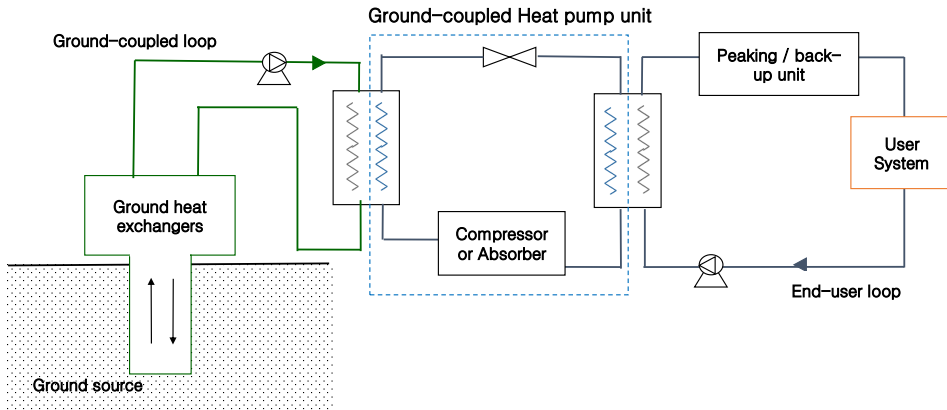 Ground-coupled Heat pump unit
Ground-coupled loop
Peaking / back-
up unit
User
System
Ground heat
exchangers
Compressor
or Absorber
End-user loop
Ground source